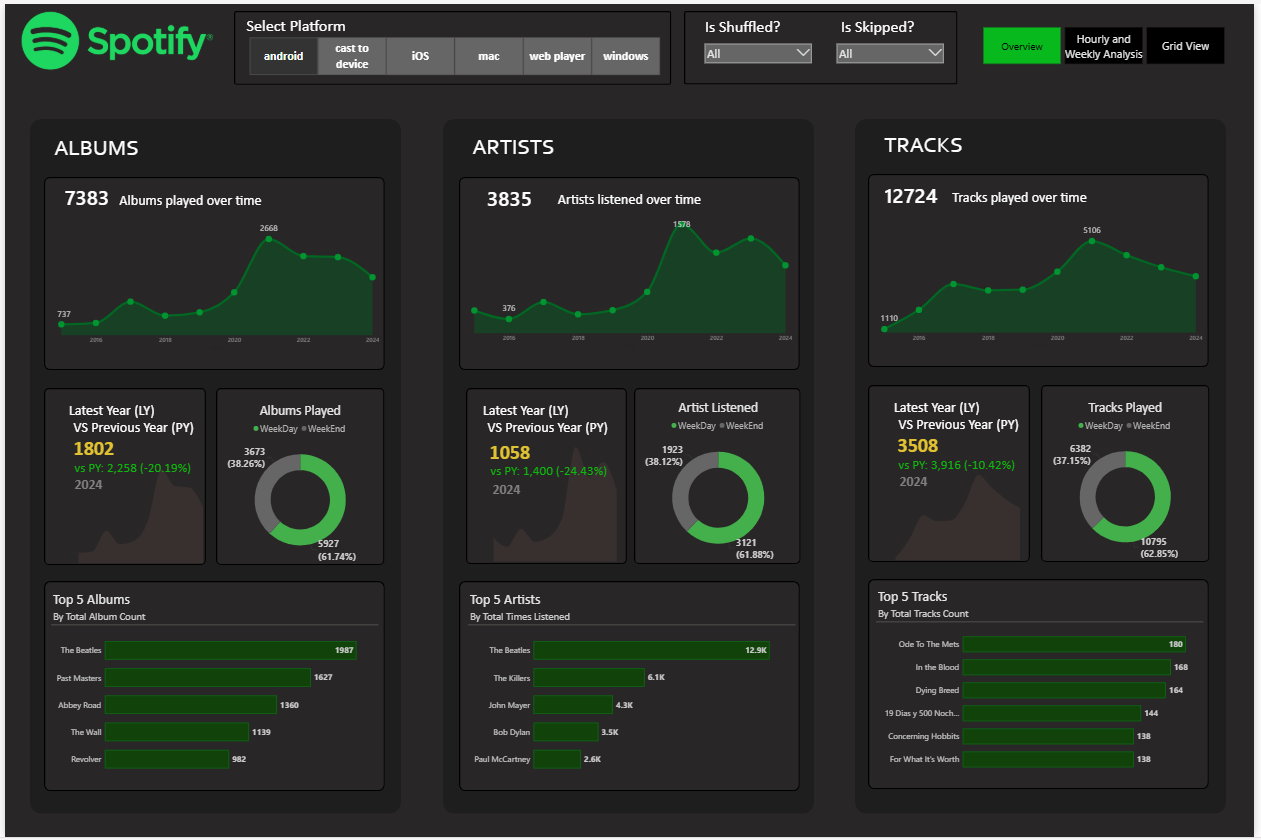 Spotify®
Select Platform
android
cast to
device
iOS
mac
web player
windows
Is Shuffled?
All
Is Skipped?
All
Overview
Hourly and
Weekly Analysis
Grid View
ALBUMS
7383 Albums played over time
2668
737
2016 2018 2020 2022 2024
Latest Year (LY)
VS Previous Year (PY)
1802
vs PY: 2,258 (-20.19%)
2024
Albums Played
WeekDay WeekEnd
3673
(38.26%)
5927
(61.74%)
Top 5 Albums
By Total Album Count
The Beatles 1987
Past Masters 1627
Abbey Road 1360
The Wall 1139
Revolver 982
ARTISTS
3835 Artists listened over time
1578
376
2016 2018 2020 2022 2024
Latest Year (LY)
VS Previous Year (PY)
1058
vs PY: 1,400 (-24.43%)
2024
Artist Listened
WeekDay WeekEnd
1923
(38.12%)
3121
(61.88%)
Top 5 Artists
By Total Times Listened
The Beatles 12.9K
The Killers 6.1K
John Mayer 4.3K
Bob Dylan 3.5K
Paul McCartney 2.6K
TRACKS
12724 Tracks played over time
5106
1110
2016 2018 2020 2022 2024
Latest Year (LY)
VS Previous Year (PY)
3508
vs PY: 3,916 (-10.42%)
2024
Tracks Played
WeekDay WeekEnd
6382
(37.15%)
10795
(62.85%)
Top 5 Tracks
By Total Tracks Count
Ode To The Mets 180
In the Blood 168
Dying Breed 164
19 Dias y 500 Noch... 144
Concerning Hobbits 138
For What It's Worth 138